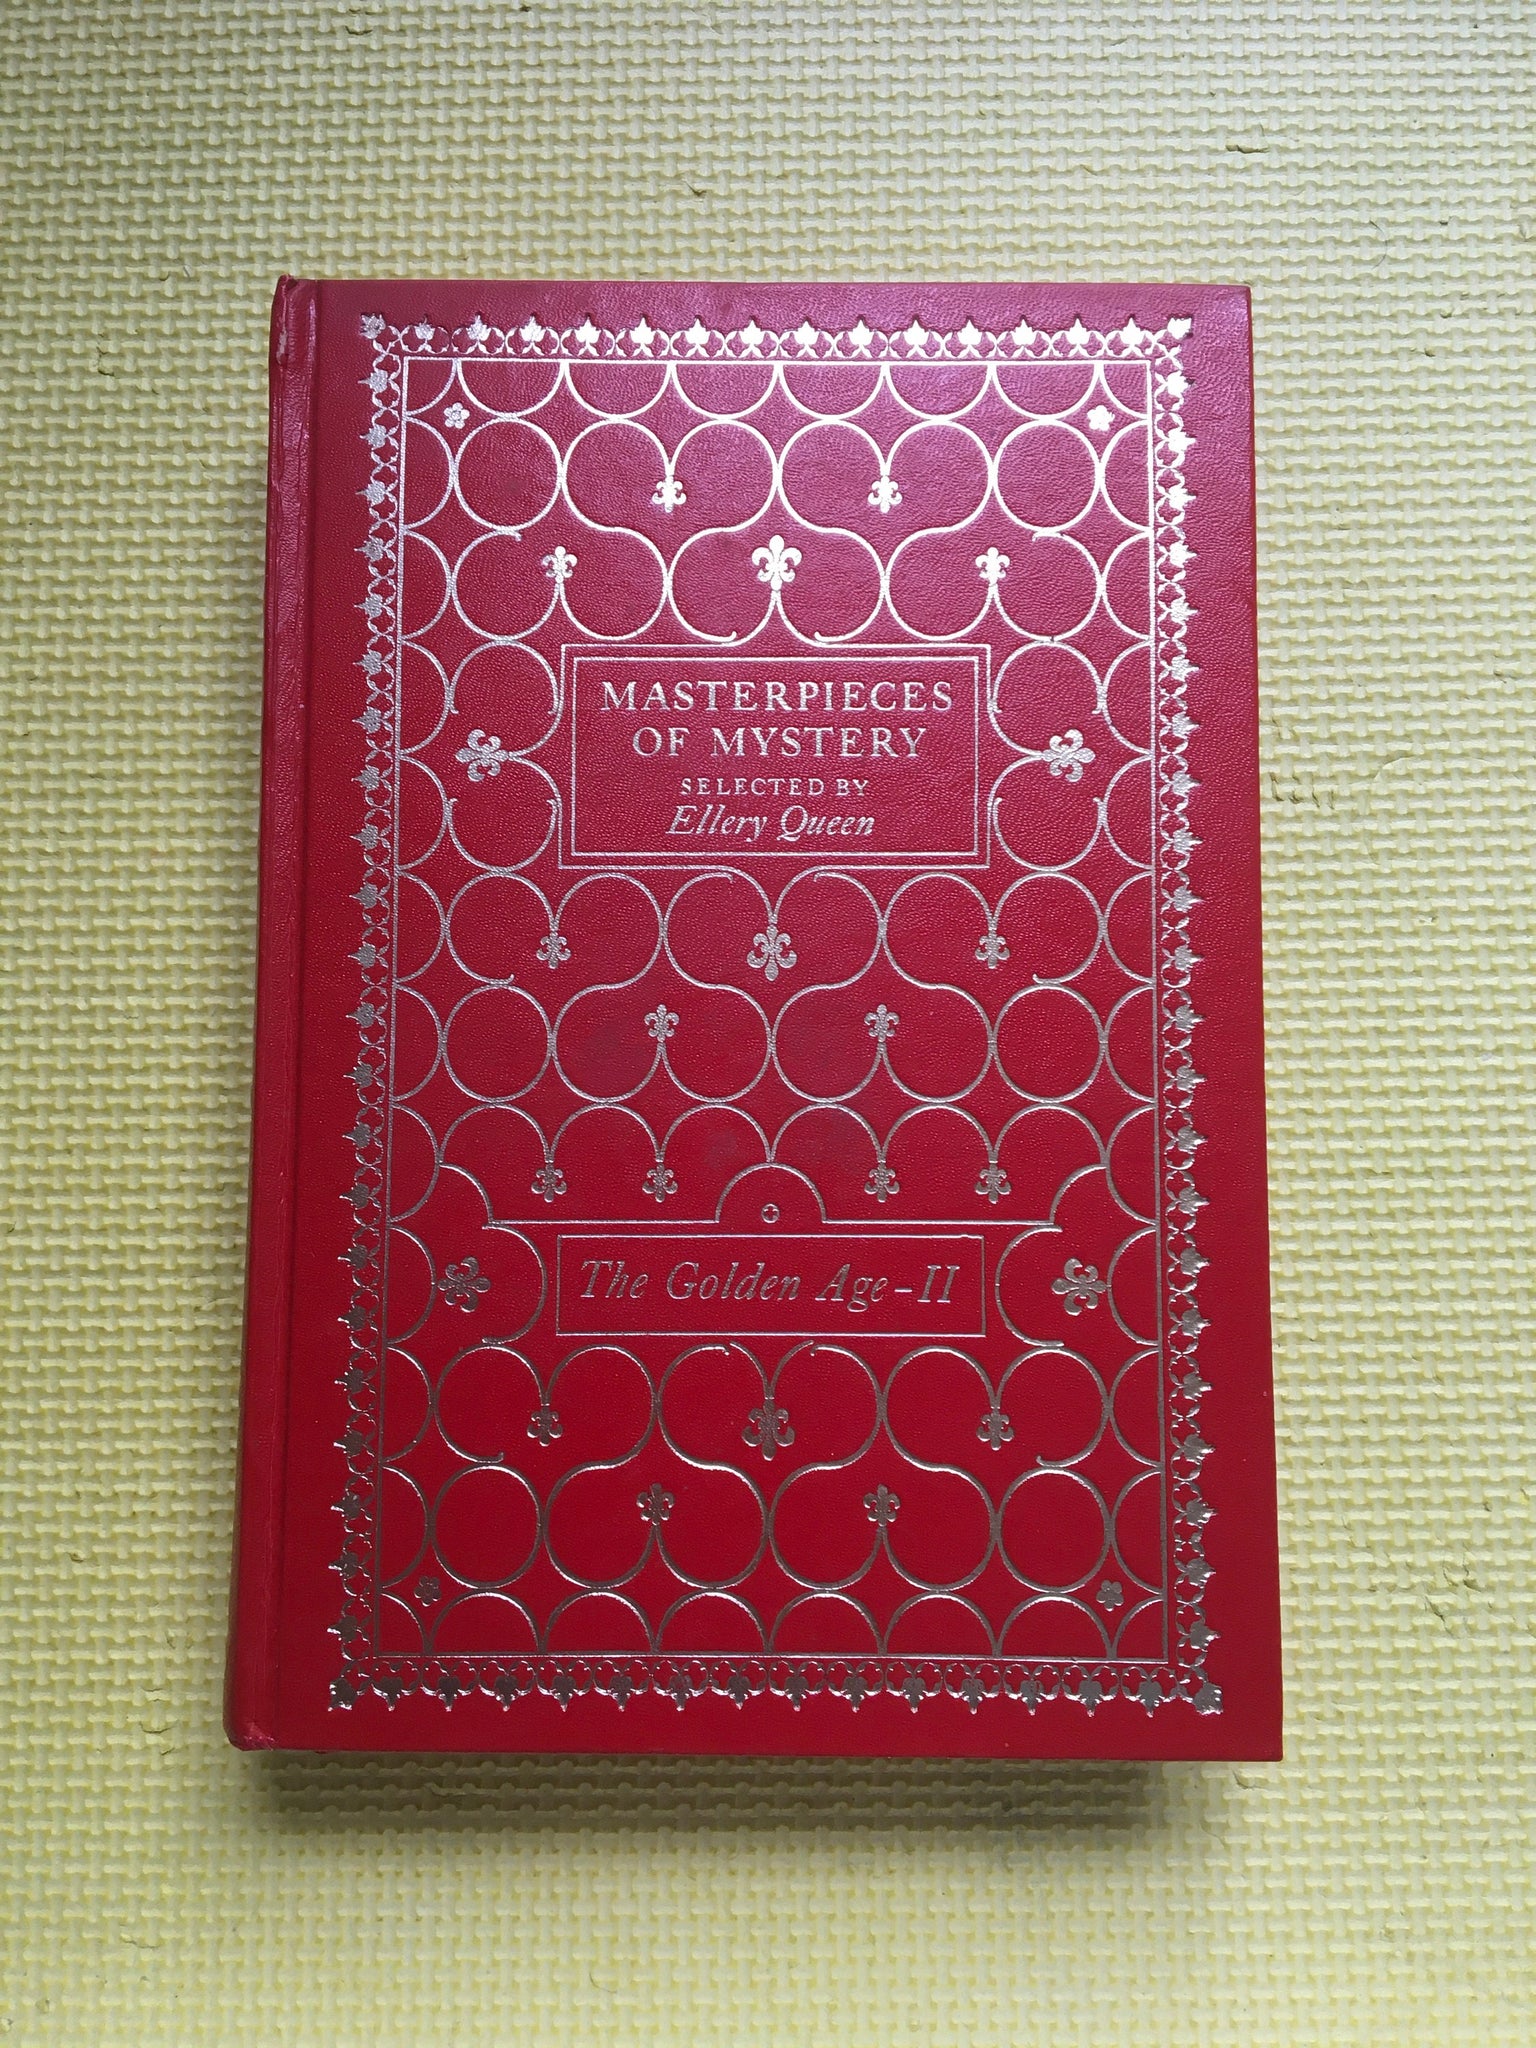 MASTERPIECES
OF MYSTERY
SELECTED BY
Ellery Queen
The Golden Age – II